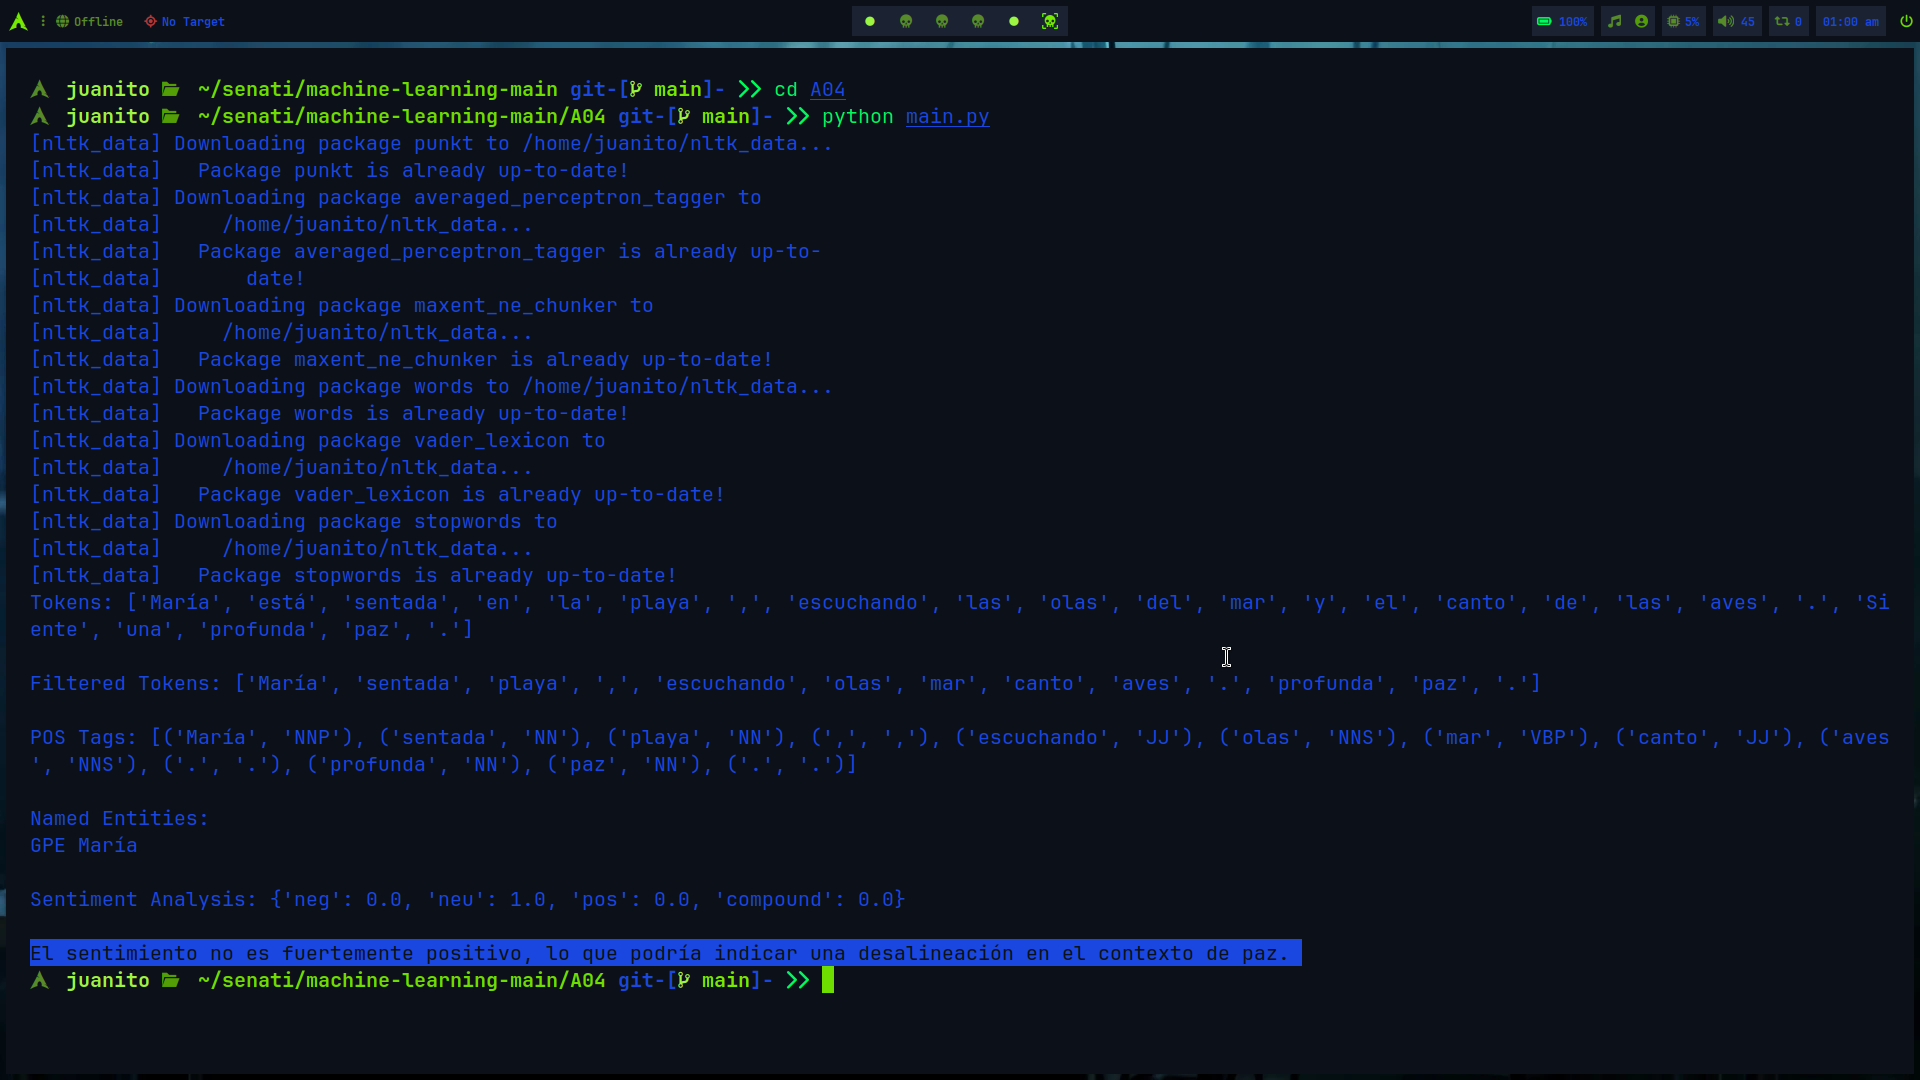 Offline No Target 100% 5% 45 0 01:00 am
juanito ~/senati/machine-learning-main git-[ main]- >> cd A04
juanito ~/senati/machine-learning-main/A04 git-[ main]- >> python main.py
[nltk_data] Downloading package punkt to /home/juanito/nltk_data...
[nltk_data]   Package punkt is already up-to-date!
[nltk_data] Downloading package averaged_perceptron_tagger to
[nltk_data]     /home/juanito/nltk_data...
[nltk_data]   Package averaged_perceptron_tagger is already up-to-
[nltk_data]       date!
[nltk_data] Downloading package maxent_ne_chunker to
[nltk_data]     /home/juanito/nltk_data...
[nltk_data]   Package maxent_ne_chunker is already up-to-date!
[nltk_data] Downloading package words to /home/juanito/nltk_data...
[nltk_data]   Package words is already up-to-date!
[nltk_data] Downloading package vader_lexicon to
[nltk_data]     /home/juanito/nltk_data...
[nltk_data]   Package vader_lexicon is already up-to-date!
[nltk_data] Downloading package stopwords to
[nltk_data]     /home/juanito/nltk_data...
[nltk_data]   Package stopwords is already up-to-date!
Tokens: ['María', 'está', 'sentada', 'en', 'la', 'playa', ',', 'escuchando', 'las', 'olas', 'del', 'mar', 'y', 'el', 'canto', 'de', 'las', 'aves', '.', 'Si
ente', 'una', 'profunda', 'paz', '.']
Filtered Tokens: ['María', 'sentada', 'playa', ',', 'escuchando', 'olas', 'mar', 'canto', 'aves', '.', 'profunda', 'paz', '.']
POS Tags: [('María', 'NNP'), ('sentada', 'NN'), ('playa', 'NN'), (',', ','), ('escuchando', 'JJ'), ('olas', 'NNS'), ('mar', 'VBP'), ('canto', 'JJ'), ('aves
', 'NNS'), ('.', '.'), ('profunda', 'NN'), ('paz', 'NN'), ('.', '.')]
Named Entities:
GPE María
Sentiment Analysis: {'neg': 0.0, 'neu': 1.0, 'pos': 0.0, 'compound': 0.0}
El sentimiento no es fuertemente positivo, lo que podría indicar una desalineación en el contexto de paz.
juanito ~/senati/machine-learning-main/A04 git-[ main]- >>